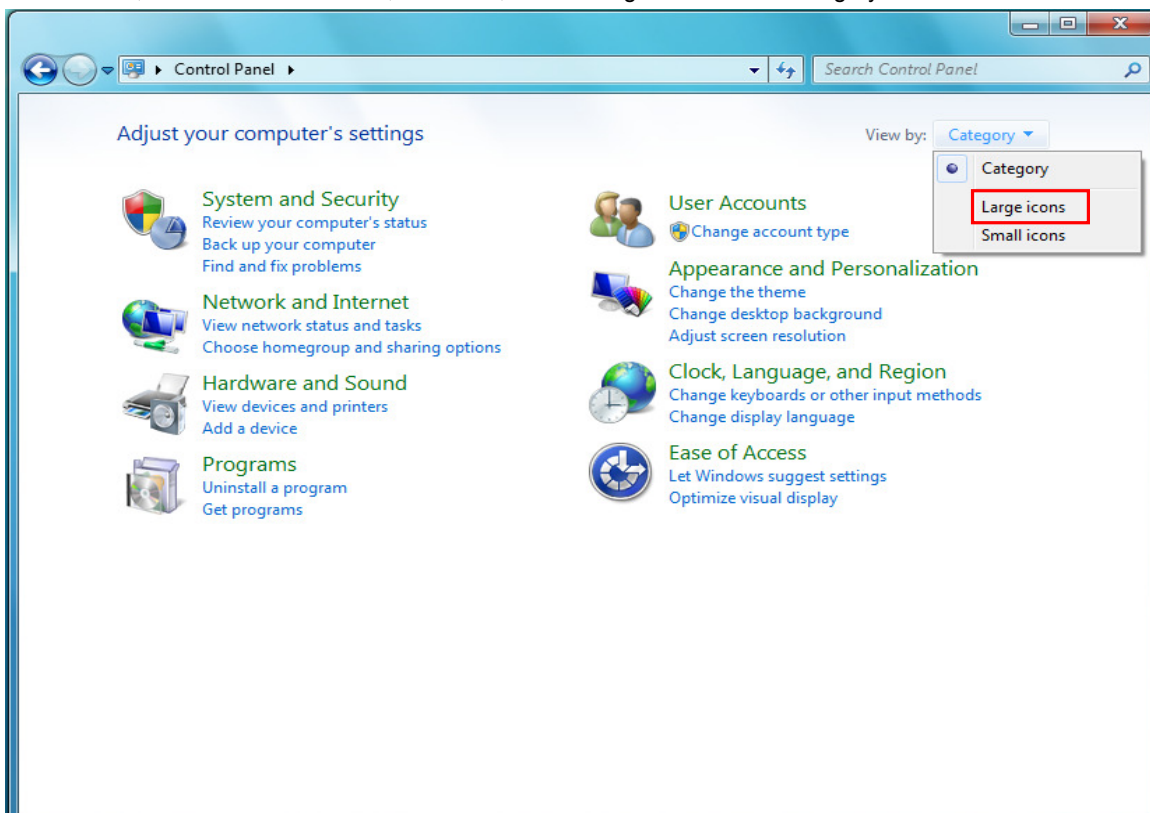 Control Panel
Search Control Panel
Adjust your computer's settings
View by: Category
Category
Large icons
Small icons
System and Security
Review your computer's status
Back up your computer
Find and fix problems
Network and Internet
View network status and tasks
Choose homegroup and sharing options
Hardware and Sound
View devices and printers
Add a device
Programs
Uninstall a program
Get programs
User Accounts
Change account type
Appearance and Personalization
Change the theme
Change desktop background
Adjust screen resolution
Clock, Language, and Region
Change keyboards or other input methods
Change display language
Ease of Access
Let Windows suggest settings
Optimize visual display